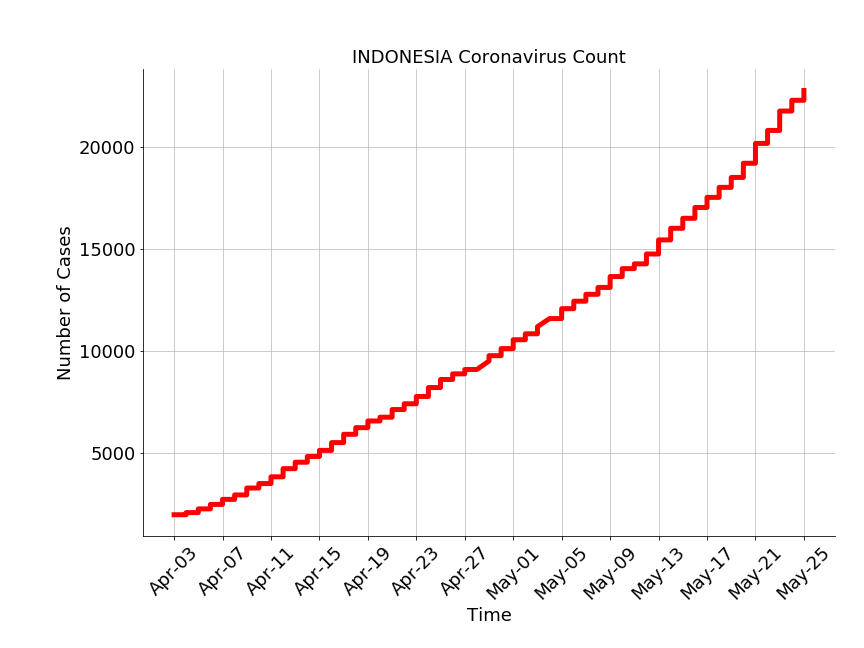 INDONESIA Coronavirus Count
20000
15000
10000
5000
Number of Cases
Apr-03
Apr-07
Apr-11
Apr-15
Apr-19
Apr-23
Apr-27
May-01
May-05
May-09
May-13
May-17
May-21
May-25
Time